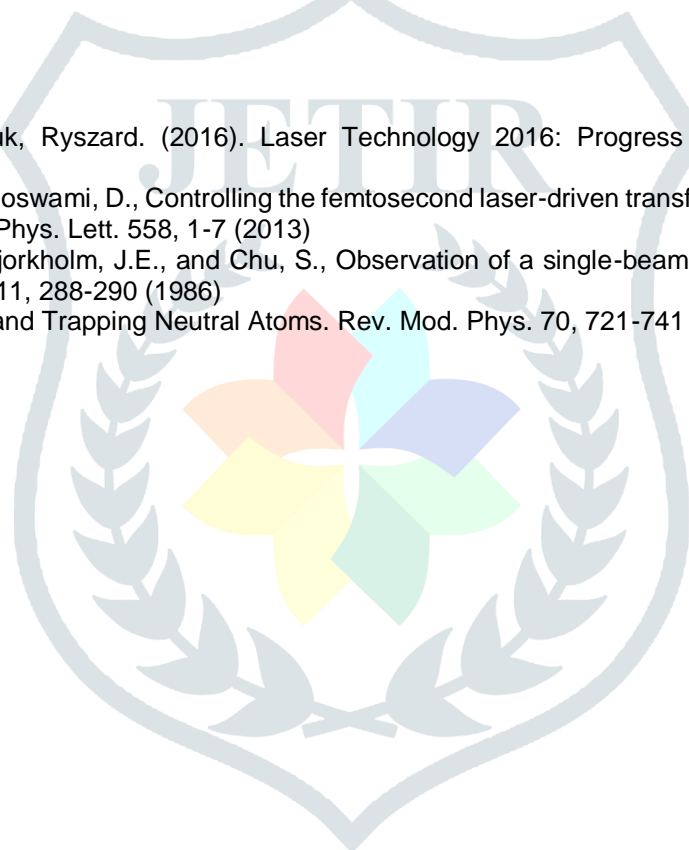 JETIR
uk, Ryszard. (2016). Laser Technology 2016: Progress
oswami, D., Controlling the femtosecond laser-driven transf
Phys. Lett. 558, 1-7 (2013)
jorkholm, J.E., and Chu, S., Observation of a single-beam
11, 288-290 (1986)
and Trapping Neutral Atoms. Rev. Mod. Phys. 70, 721-741